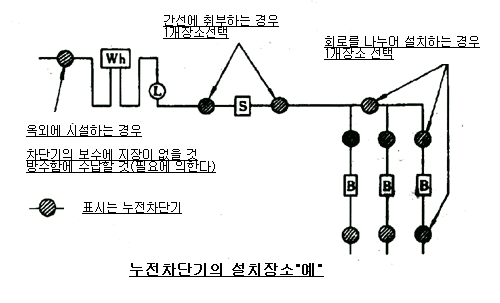 간선에 취부하는 경우
1개장소선택
회로를 나누어 설치하는 경우
1개장소 선택
Wh
L
S
옥외에 시설하는 경우
차단기의 보수에 지장이 없을 것
방수함에 수납할 것(필요에 의한다)
B
B
B
표시는 누전차단기
누전차단기의 설치장소"예"